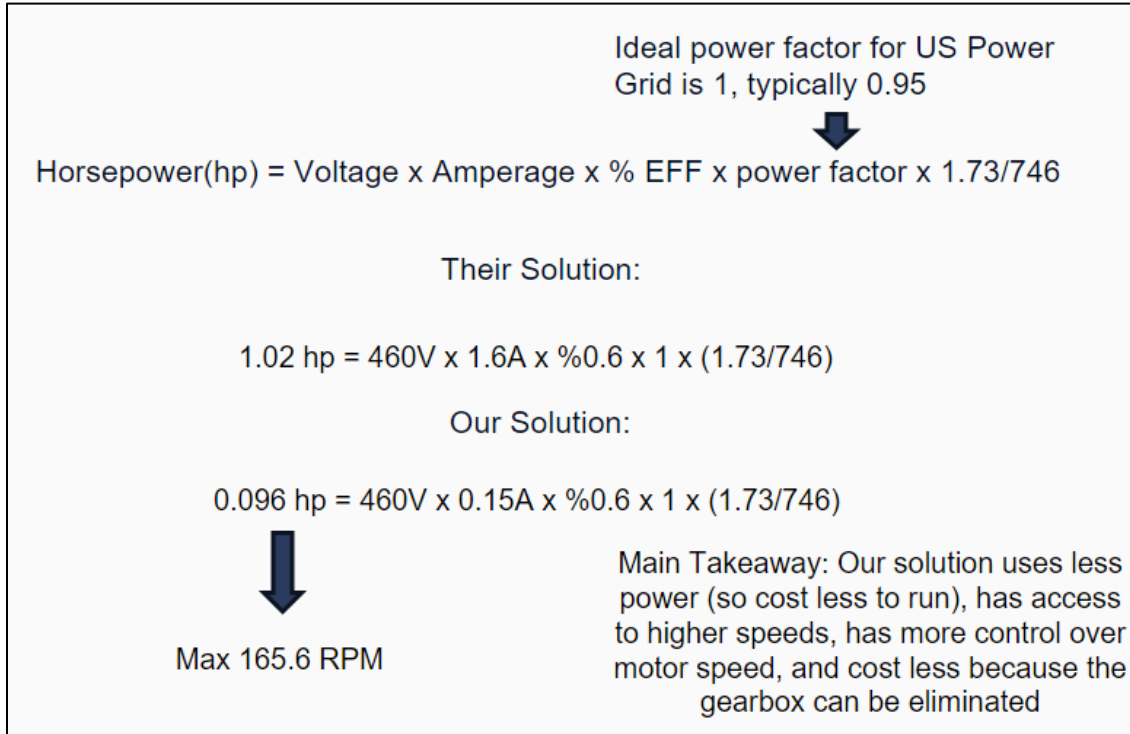 Ideal power factor for US Power
Grid is 1, typically 0.95
Horsepower(hp) = Voltage x Amperage x % EFF x power factor x 1.73/746
Their Solution:
1.02 hp = 460V x 1.6A x %0.6 x 1 x (1.73/746)
Our Solution:
0.096 hp = 460V x 0.15A x %0.6 x 1 x (1.73/746)
Max 165.6 RPM
Main Takeaway: Our solution uses less
power (so cost less to run), has access
to higher speeds, has more control over
motor speed, and cost less because the
gearbox can be eliminated